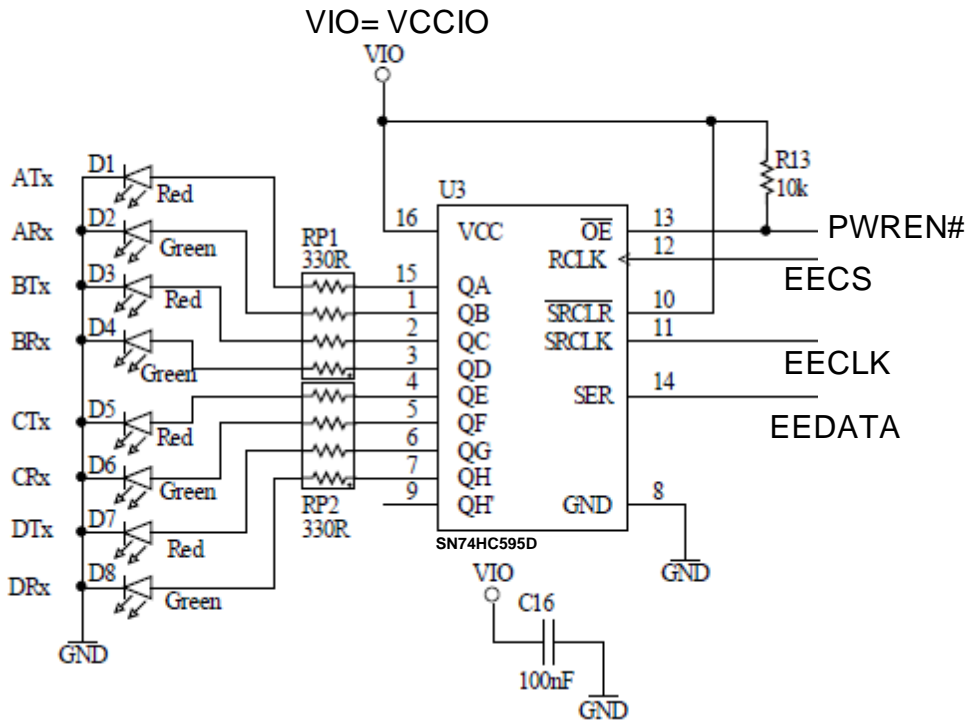 VIO= VCCIO
VIO
R13
10k
U3
ATx D1 Red
ARx D2 Green
BTx D3 Red
BRx D4 Green
CTx D5 Red
CRx D6 Green
DTx D7 Red
DRx D8 Green
GND
RP1
330R
RP2
330R
16 VCC OE 13 PWREN#
RCLK 12 EECS
15 QA
1 QB SRCLR 10
2 QC SRCLK 11 EECLK
3 QD
4 QE SER 14 EEDATA
5 QF
6 QG
7 QH
9 QH' GND 8
SN74HC595D
GND
VIO
C16
100nF
GND